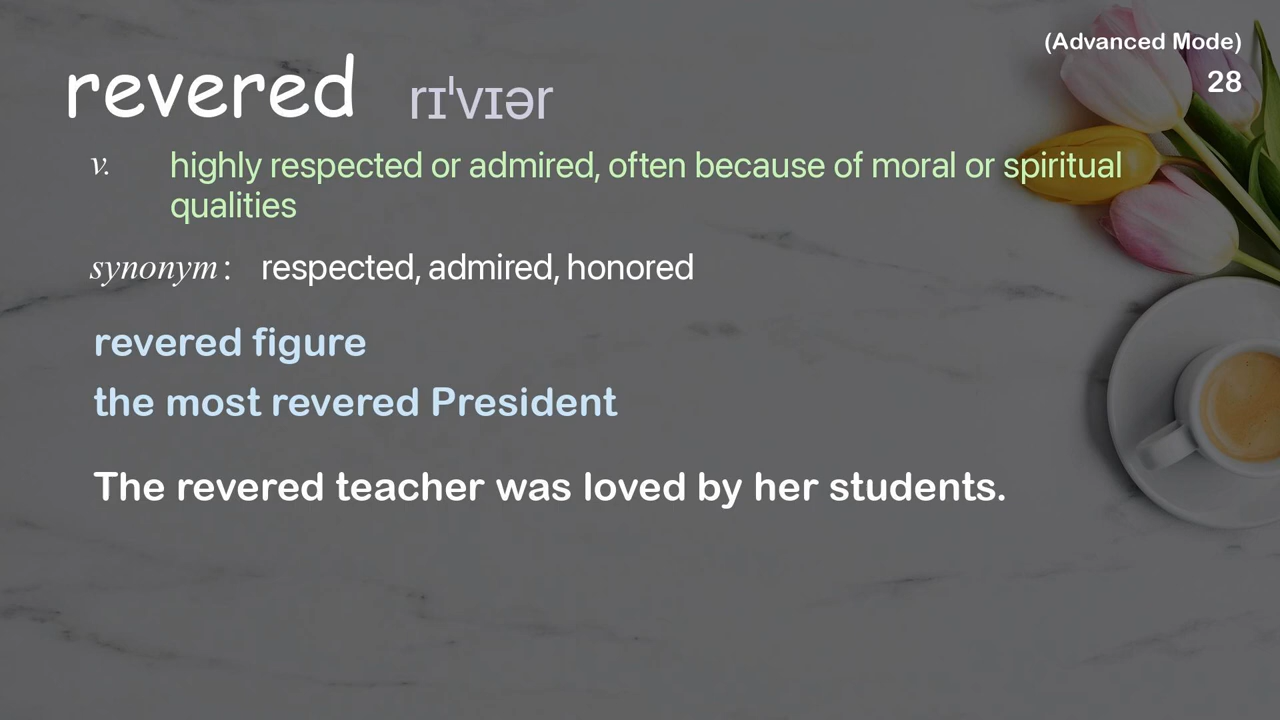 (Advanced Mode)
28
revered rɪˈvɪər
v. highly respected or admired, often because of moral or spiritual
qualities
synonym: respected, admired, honored
revered figure
the most revered President
The revered teacher was loved by her students.